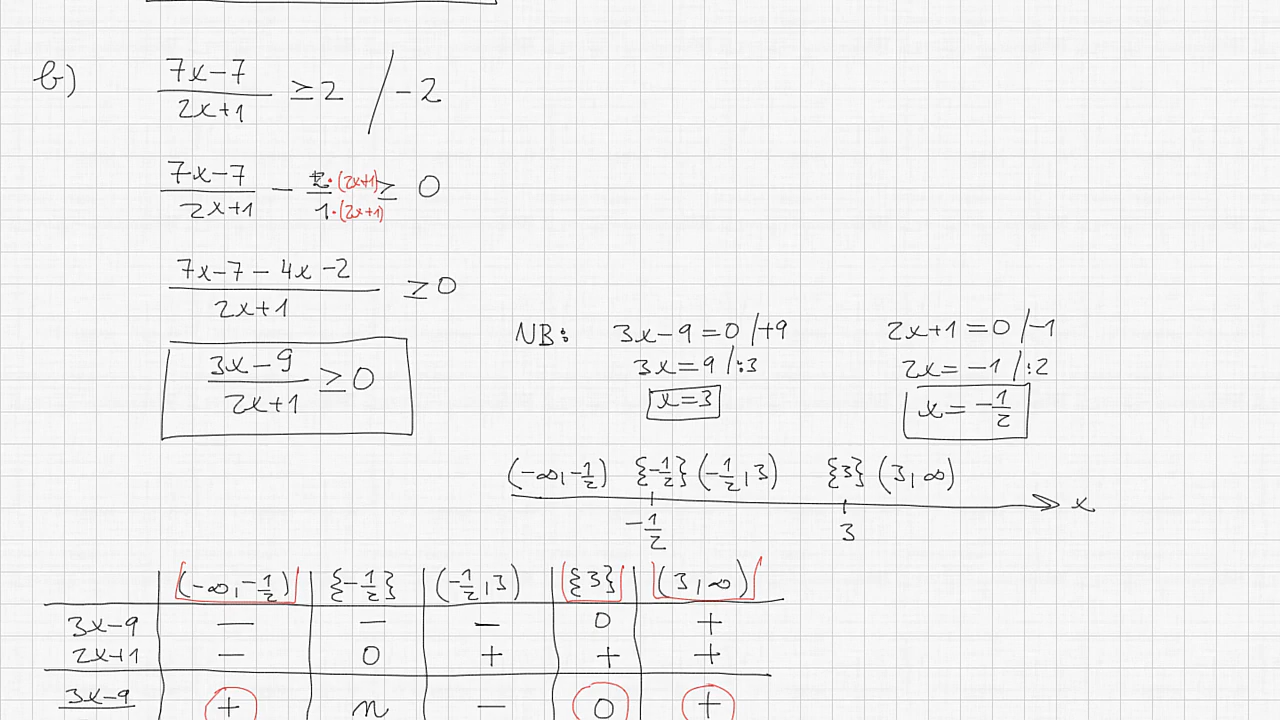 b) (7x-7)/(2x+1) ≥ 2 / -2
(7x-7)/(2x+1) - (2·(2x+1))/(1·(2x+1)) ≥ 0
(7x-7-4x-2)/(2x+1) ≥ 0
(3x-9)/(2x+1) ≥ 0
NB: 3x-9=0 /+9
3x=9 /:3
x=3
2x+1=0 /-1
2x=-1 /:2
x=-1/2
(-∞,-1/2) {-1/2} (-1/2,3) {3} (3,∞)
x
-1/2 3
(-∞,-1/2) {-1/2} (-1/2,3) {3} (3,∞)
3x-9 - - - 0 +
2x+1 - 0 + + +
3x-9 + n - 0 +